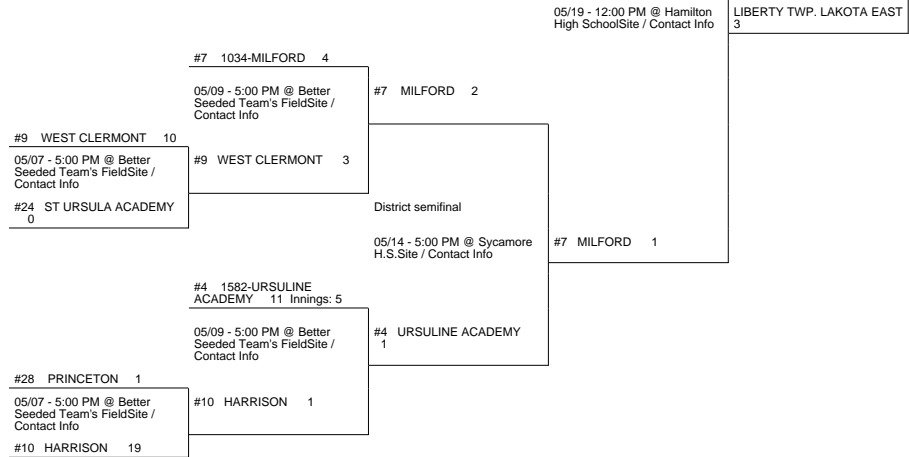 05/19 - 12:00 PM @ Hamilton
High SchoolSite / Contact Info
LIBERTY TWP. LAKOTA EAST
3
#7 1034-MILFORD 4
05/09 - 5:00 PM @ Better
Seeded Team's FieldSite /
Contact Info
#7 MILFORD 2
#9 WEST CLERMONT 10
05/07 - 5:00 PM @ Better
Seeded Team's FieldSite /
Contact Info
#9 WEST CLERMONT 3
#24 ST URSULA ACADEMY
0
District semifinal
05/14 - 5:00 PM @ Sycamore
H.S.Site / Contact Info
#7 MILFORD 1
#4 1582-URSULINE
ACADEMY 11 Innings: 5
05/09 - 5:00 PM @ Better
Seeded Team's FieldSite /
Contact Info
#4 URSULINE ACADEMY
1
#28 PRINCETON 1
05/07 - 5:00 PM @ Better
Seeded Team's FieldSite /
Contact Info
#10 HARRISON 1
#10 HARRISON 19